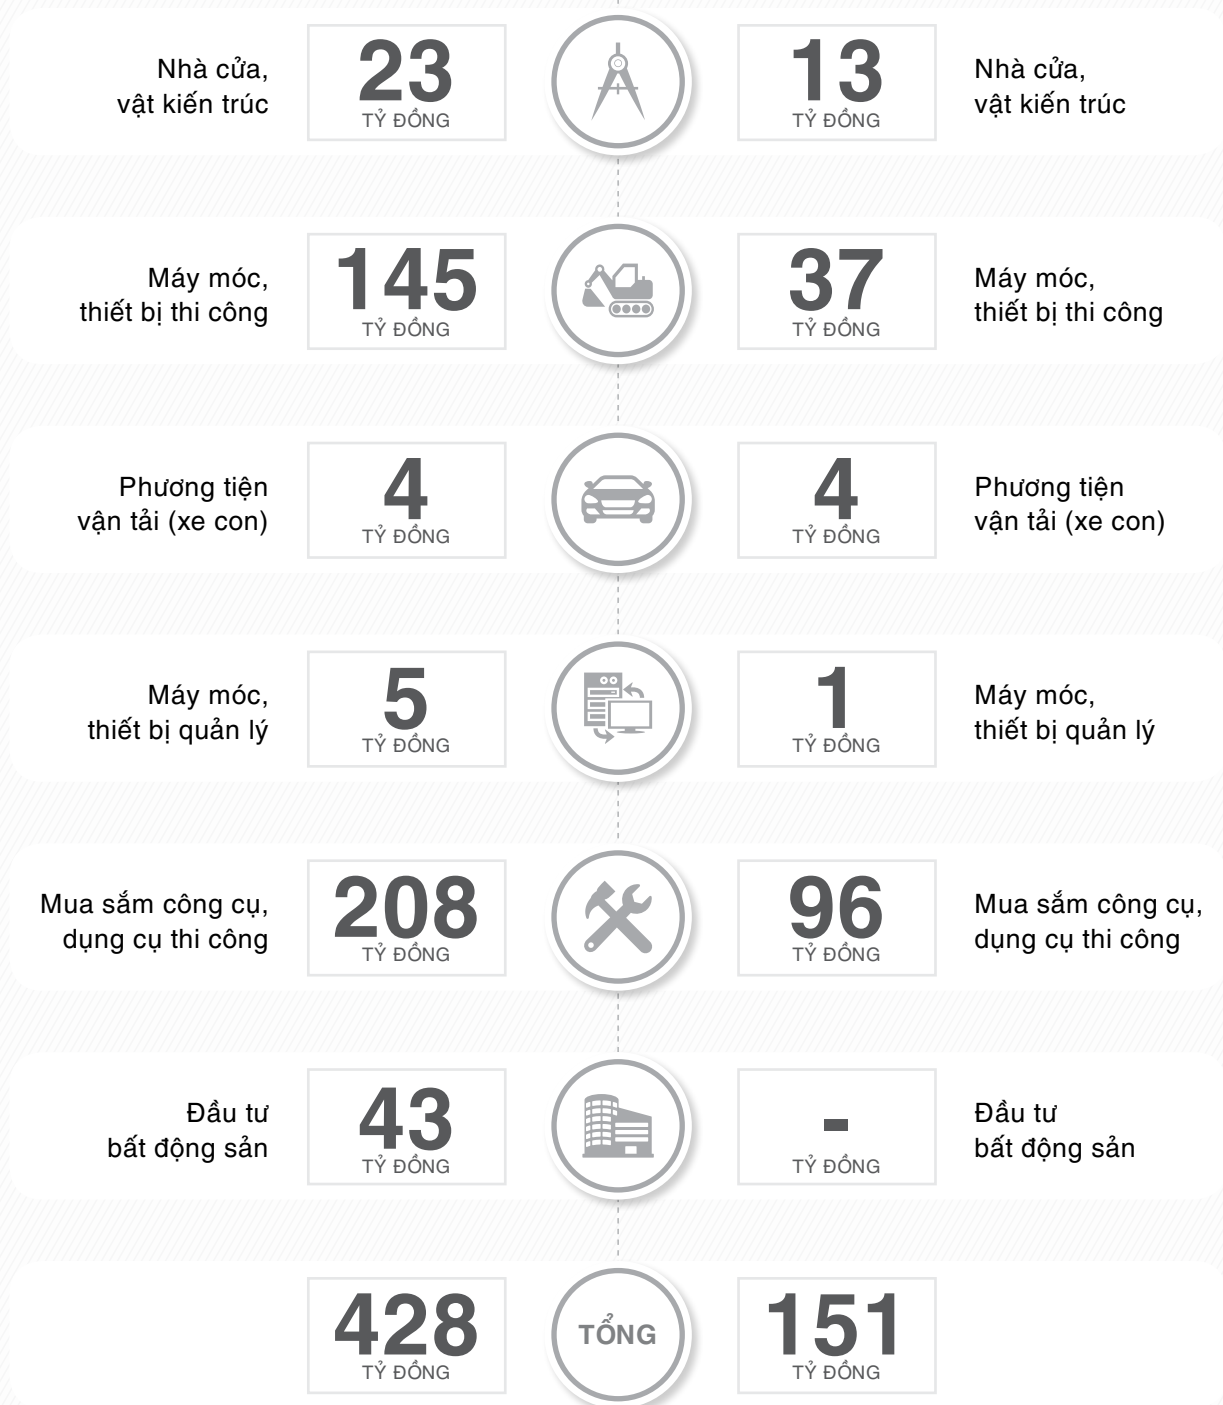 Nhà cửa,
vật kiến trúc
23
TỶ ĐỒNG
13
TỶ ĐỒNG
Nhà cửa,
vật kiến trúc
Máy móc,
thiết bị thi công
145
TỶ ĐỒNG
37
TỶ ĐỒNG
Máy móc,
thiết bị thi công
Phương tiện
vận tải (xe con)
4
TỶ ĐỒNG
4
TỶ ĐỒNG
Phương tiện
vận tải (xe con)
Máy móc,
thiết bị quản lý
5
TỶ ĐỒNG
1
TỶ ĐỒNG
Máy móc,
thiết bị quản lý
Mua sắm công cụ,
dụng cụ thi công
208
TỶ ĐỒNG
96
TỶ ĐỒNG
Mua sắm công cụ,
dụng cụ thi công
Đầu tư
bất động sản
43
TỶ ĐỒNG
-
TỶ ĐỒNG
Đầu tư
bất động sản
428
TỶ ĐỒNG
TỔNG
151
TỶ ĐỒNG